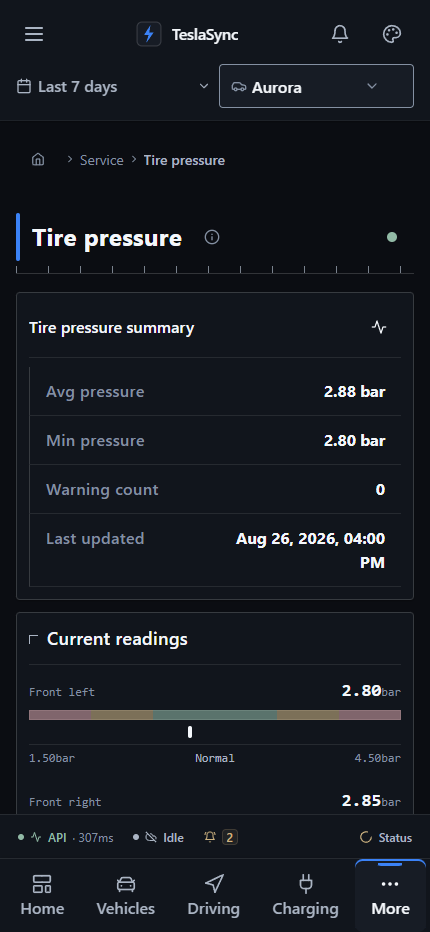 TeslaSync
Last 7 days
Aurora
Service
Tire pressure
Tire pressure
Tire pressure summary
Avg pressure 2.88 bar
Min pressure 2.80 bar
Warning count 0
Last updated Aug 26, 2026, 04:00
PM
Current readings
Front left 2.80bar
1.50bar Normal 4.50bar
Front right 2.85bar
API · 307ms Idle 2 Status
Home Vehicles Driving Charging More